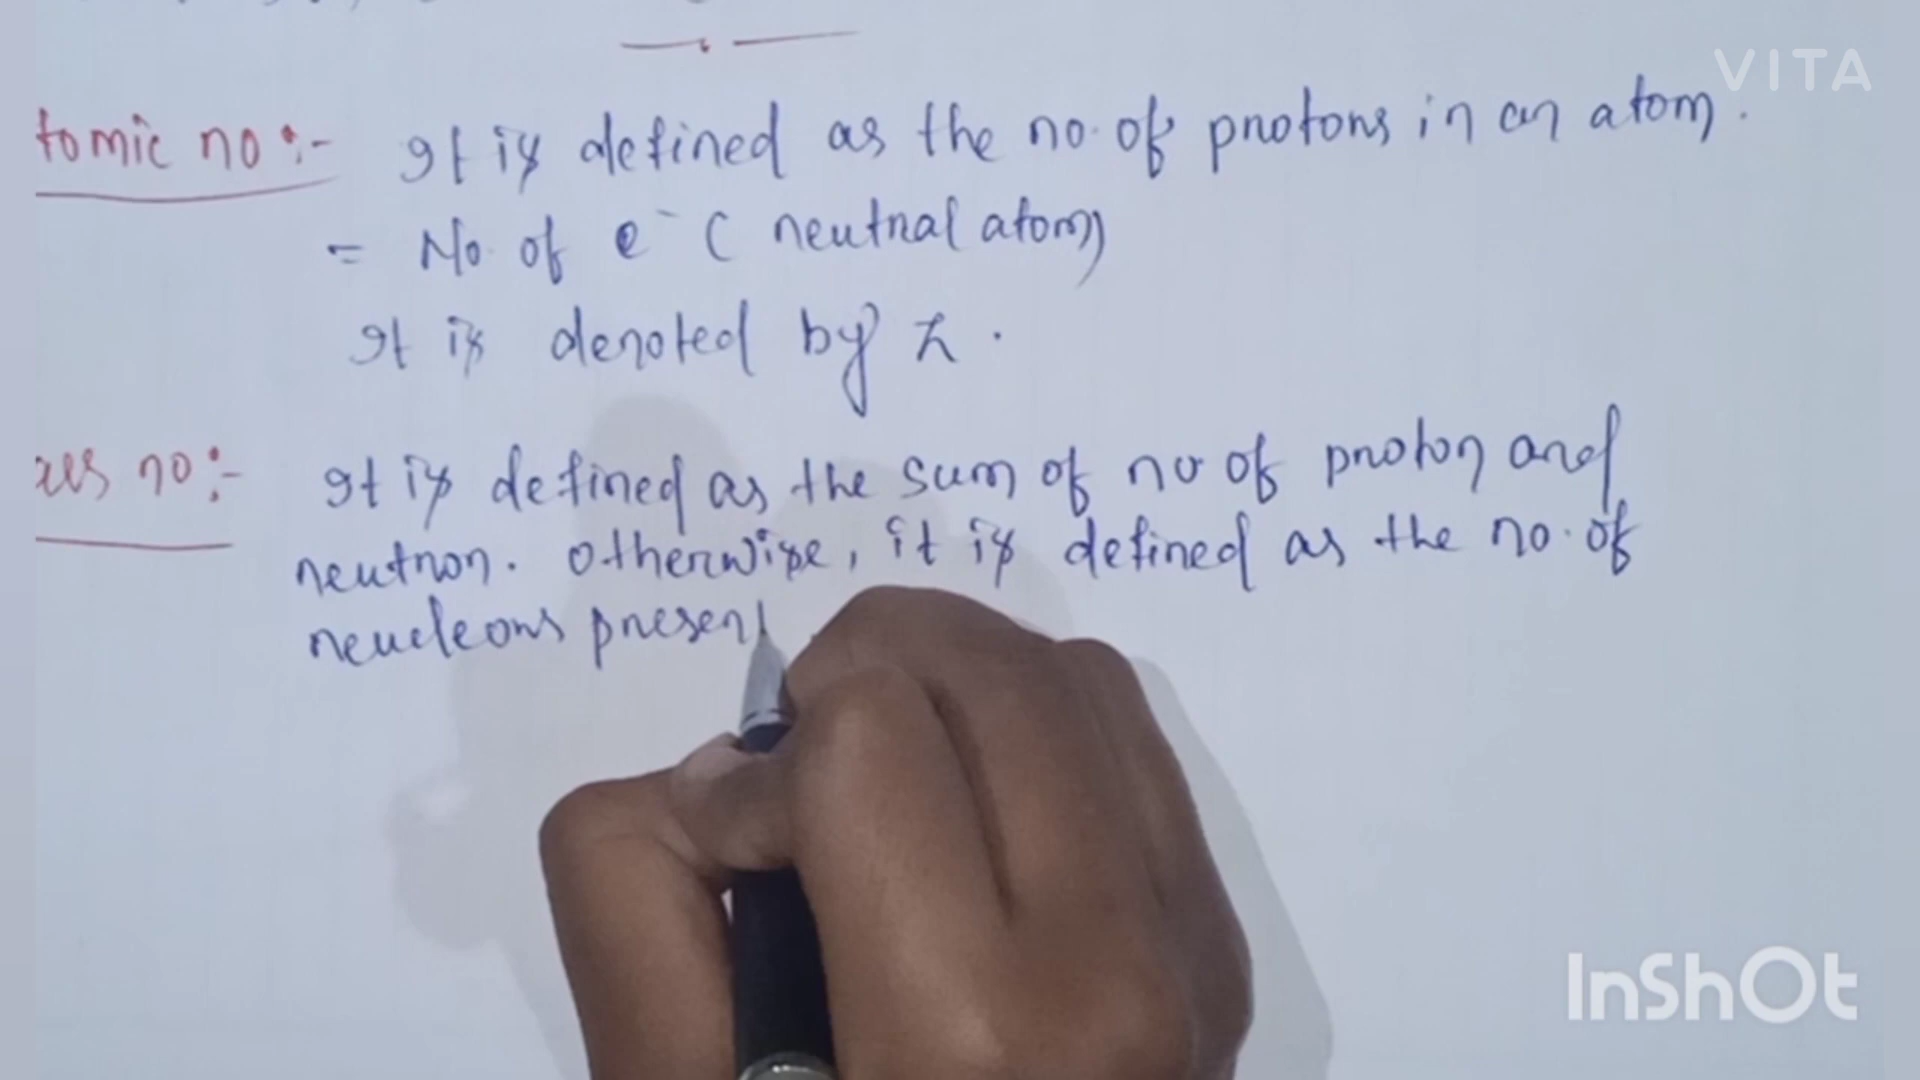 VITA
tomic no:- It is defined as the no. of protons in an atom.
= No. of e⁻ ( neutral atom)
It is denoted by Z.
no:- It is defined as the sum of no of proton and
neutron. Otherwise, it is defined as the no. of
neucleons present
InShOt